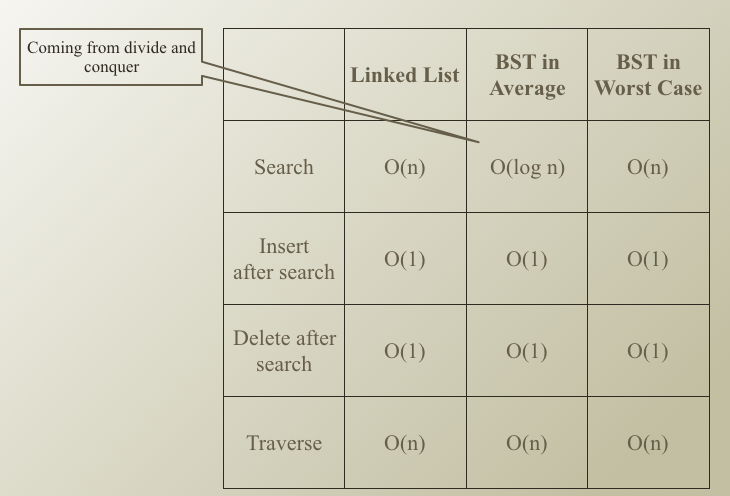 Coming from divide and
conquer
Linked List
BST in
Average
BST in
Worst Case
Search
O(n)
O(log n)
O(n)
Insert
after search
O(1)
O(1)
O(1)
Delete after
search
O(1)
O(1)
O(1)
Traverse
O(n)
O(n)
O(n)